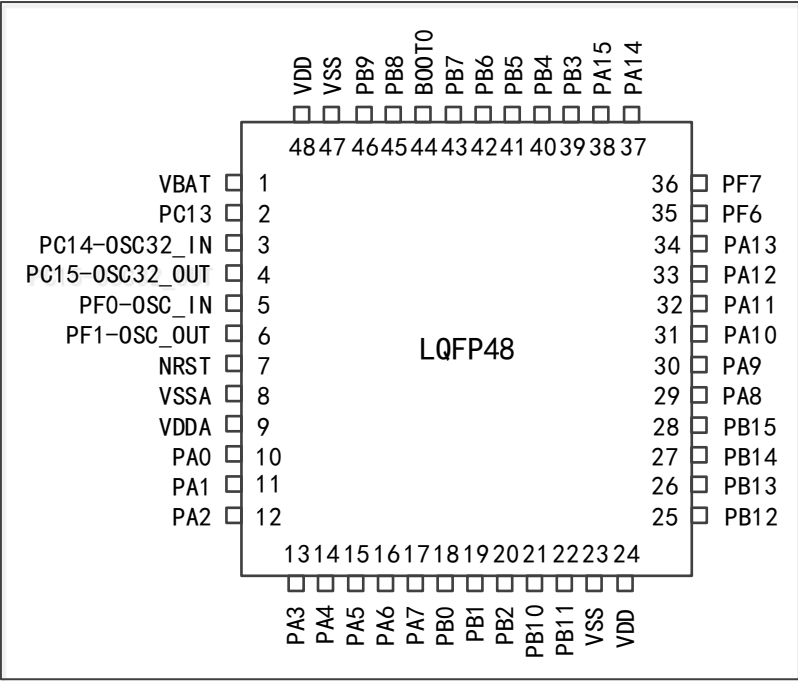 VDD VSS PB9 PB8 BOOT0 PB7 PB6 PB5 PB4 PB3 PA15 PA14
48 47 46 45 44 43 42 41 40 39 38 37
VBAT 1 36 PF7
PC13 2 35 PF6
PC14-OSC32_IN 3 34 PA13
PC15-OSC32_OUT 4 33 PA12
PF0-OSC_IN 5 32 PA11
PF1-OSC_OUT 6 31 PA10
LQFP48
NRST 7 30 PA9
VSSA 8 29 PA8
VDDA 9 28 PB15
PA0 10 27 PB14
PA1 11 26 PB13
PA2 12 25 PB12
13 14 15 16 17 18 19 20 21 22 23 24
PA3 PA4 PA5 PA6 PA7 PB0 PB1 PB2 PB10 PB11 VSS VDD